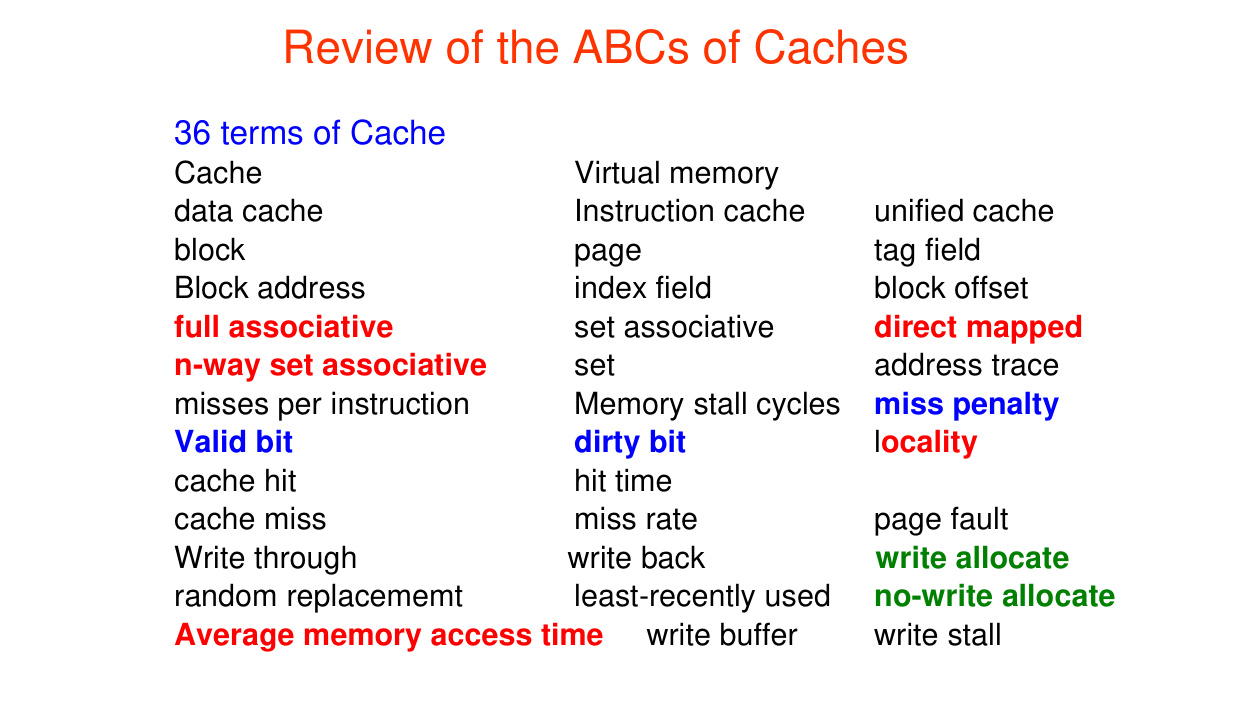 Review of the ABCs of Caches
36 terms of Cache
Cache Virtual memory
data cache Instruction cache unified cache
block page tag field
Block address index field block offset
full associative set associative direct mapped
n-way set associative set address trace
misses per instruction Memory stall cycles miss penalty
Valid bit dirty bit locality
cache hit hit time
cache miss miss rate page fault
Write through write back write allocate
random replacememt least-recently used no-write allocate
Average memory access time write buffer write stall